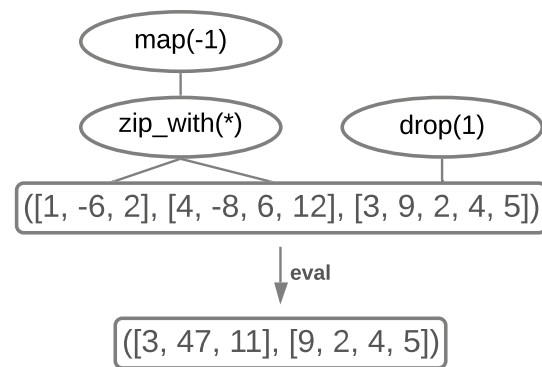 map(-1)
zip_with(*)
drop(1)
([1, -6, 2], [4, -8, 6, 12], [3, 9, 2, 4, 5])
eval
([3, 47, 11], [9, 2, 4, 5])